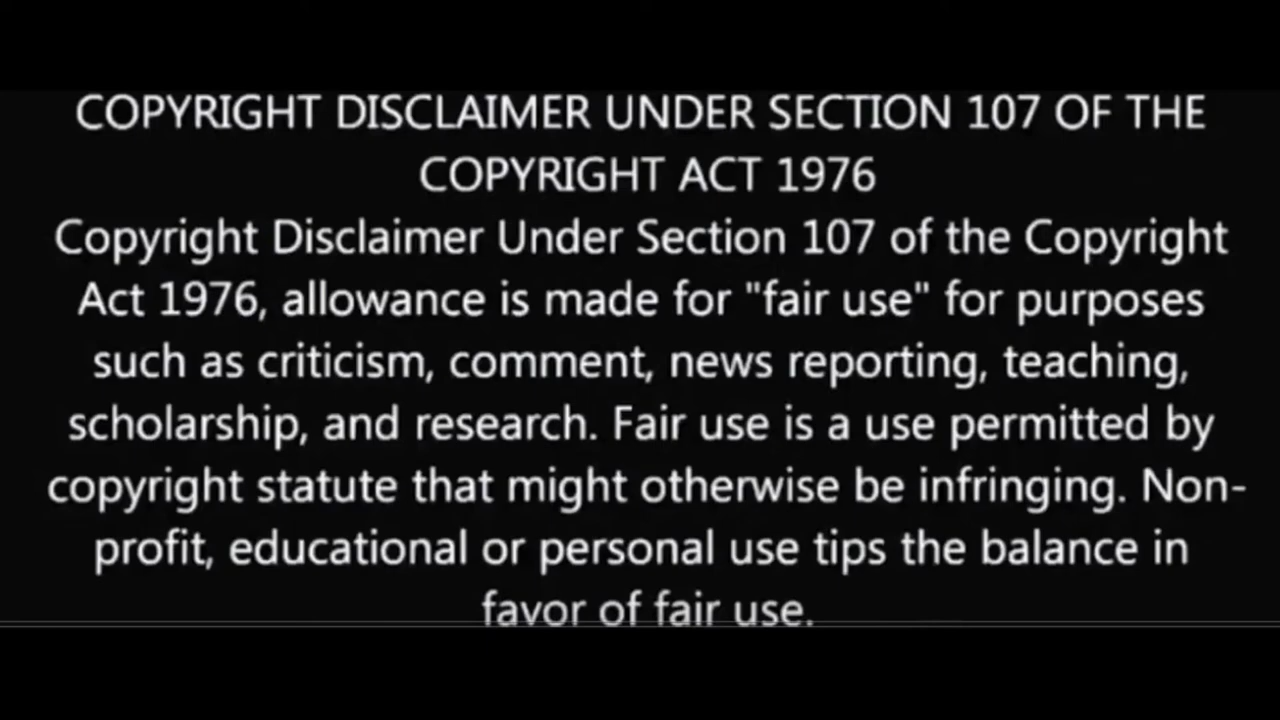 COPYRIGHT DISCLAIMER UNDER SECTION 107 OF THE
COPYRIGHT ACT 1976
Copyright Disclaimer Under Section 107 of the Copyright
Act 1976, allowance is made for "fair use" for purposes
such as criticism, comment, news reporting, teaching,
scholarship, and research. Fair use is a use permitted by
copyright statute that might otherwise be infringing. Non-
profit, educational or personal use tips the balance in
favor of fair use.